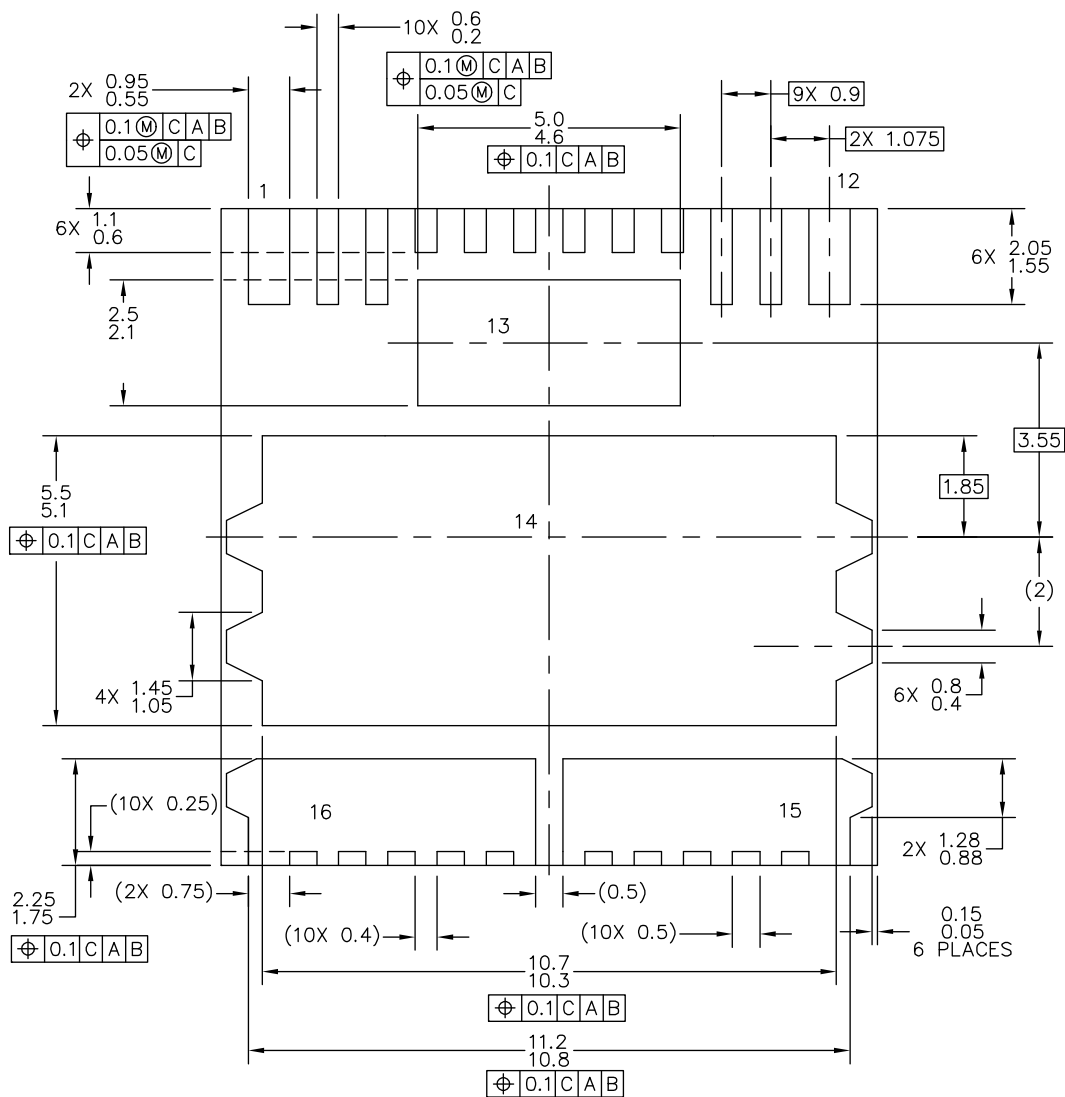 10X 0.6
0.2
⌖ 0.1 Ⓜ C A B
0.05 Ⓜ C
2X 0.95
0.55
⌖ 0.1 Ⓜ C A B
0.05 Ⓜ C
9X 0.9
5.0
4.6
⌖ 0.1 C A B
2X 1.075
1
12
6X 1.1
0.6
6X 2.05
1.55
2.5
2.1
13
3.55
1.85
5.5
5.1
⌖ 0.1 C A B
14
(2)
4X 1.45
1.05
6X 0.8
0.4
(10X 0.25)
16
15
2X 1.28
0.88
2.25
1.75
⌖ 0.1 C A B
(2X 0.75)
(0.5)
(10X 0.4)
(10X 0.5)
0.15
0.05
6 PLACES
10.7
10.3
⌖ 0.1 C A B
11.2
10.8
⌖ 0.1 C A B